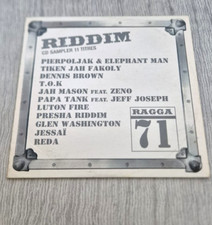 RIDDIM
CD SAMPLER 11 TITRES
PIERPOLJAK & ELEPHANT MAN
TIKEN JAH FAKOLY
DENNIS BROWN
T.O.K
JAH MASON FEAT. ZENO
PAPA TANK FEAT. JEFF JOSEPH
LUTON FIRE
PRESHA RIDDIM
GLEN WASHINGTON
JESSAÏ
REDA
RAGGA
71